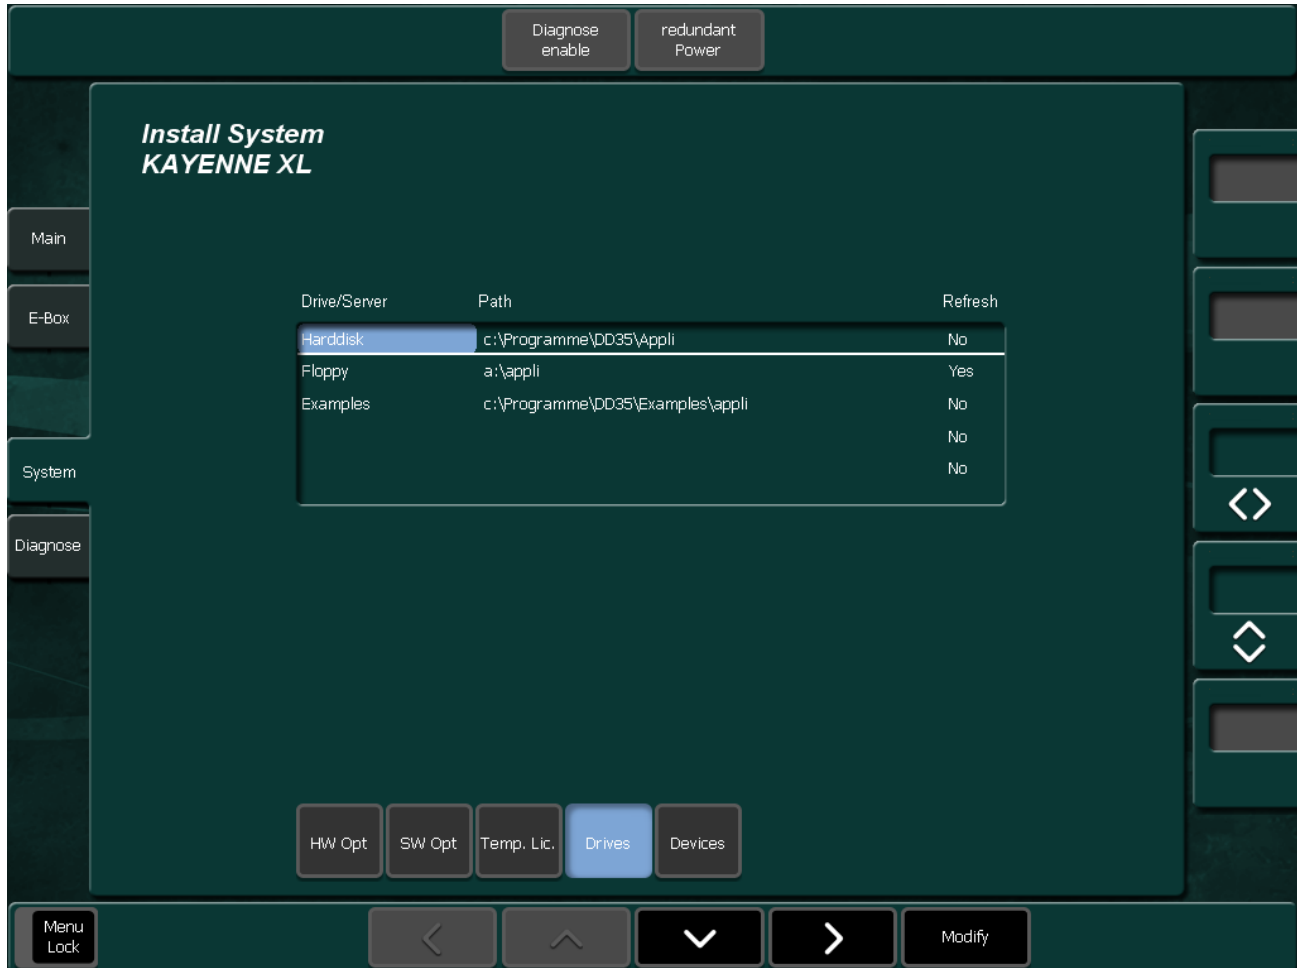 Diagnose
enable
redundant
Power
Install System
KAYENNE XL
Main
E-Box
System
Diagnose
Drive/Server Path Refresh
Harddisk c:\Programme\DD35\Appli No
Floppy a:\appli Yes
Examples c:\Programme\DD35\Examples\appli No
No
No
HW Opt SW Opt Temp. Lic. Drives Devices
Menu
Lock
Modify